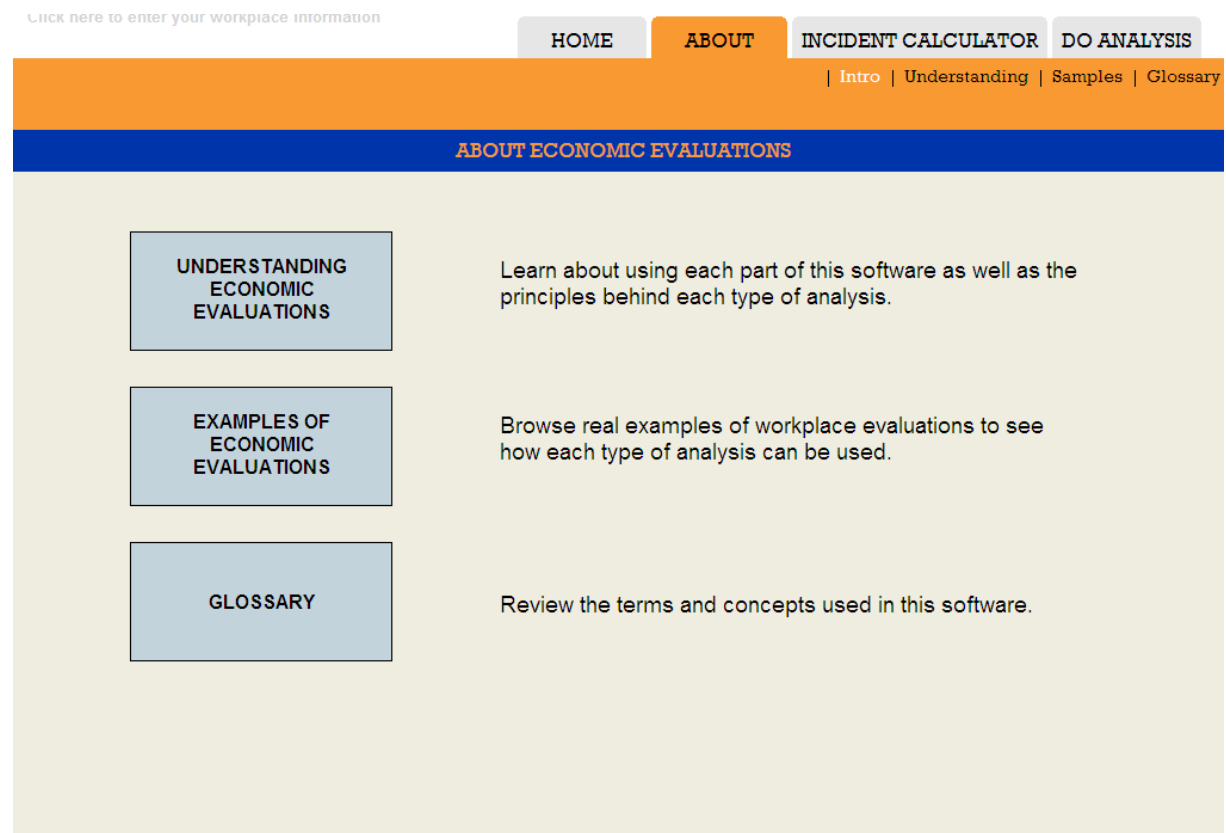 Click here to enter your workplace information
HOME ABOUT INCIDENT CALCULATOR DO ANALYSIS
| Intro | Understanding | Samples | Glossary
ABOUT ECONOMIC EVALUATIONS
UNDERSTANDING
ECONOMIC
EVALUATIONS
Learn about using each part of this software as well as the
principles behind each type of analysis.
EXAMPLES OF
ECONOMIC
EVALUATIONS
Browse real examples of workplace evaluations to see
how each type of analysis can be used.
GLOSSARY
Review the terms and concepts used in this software.